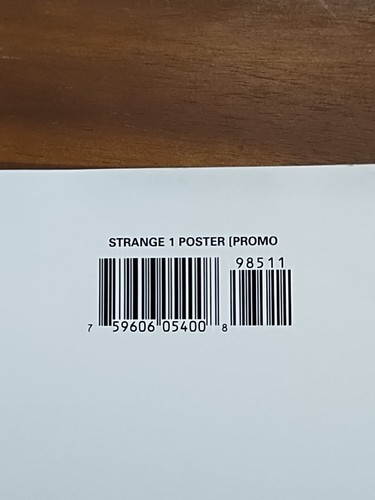 STRANGE 1 POSTER [PROMO
98511
7 59606 05400 8